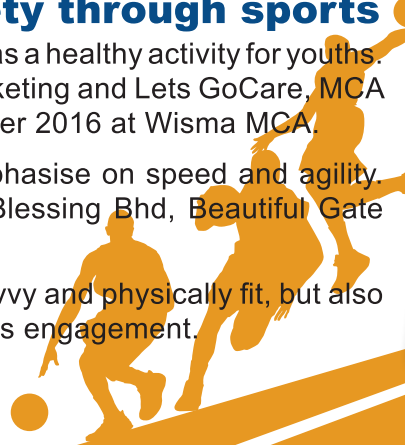 ty through sports
as a healthy activity for youths.
keting and Lets GoCare, MCA
er 2016 at Wisma MCA.
phasise on speed and agility.
Blessing Bhd, Beautiful Gate
vvy and physically fit, but also
s engagement.